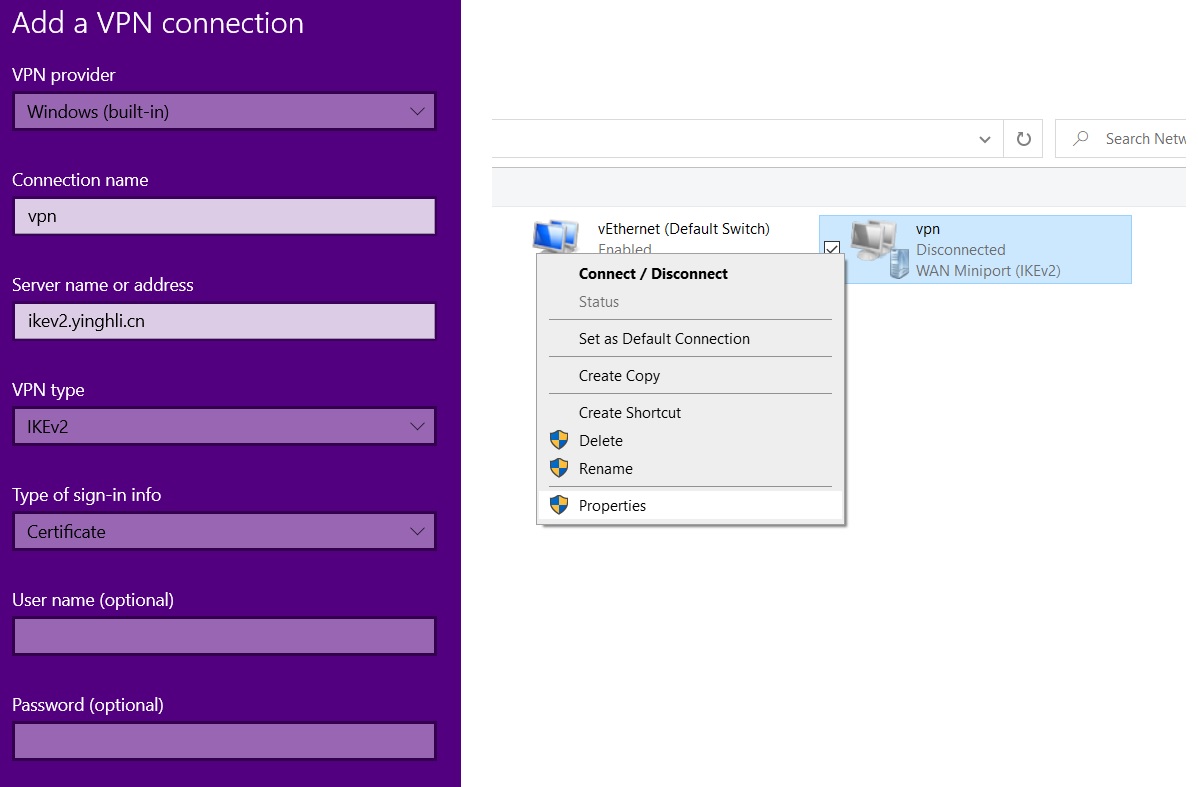 Add a VPN connection
VPN provider
Windows (built-in)
Connection name
vpn
Server name or address
ikev2.yinghli.cn
VPN type
IKEv2
Type of sign-in info
Certificate
User name (optional)
Password (optional)
Search Netw
vEthernet (Default Switch)
Enabled
vpn
Disconnected
WAN Miniport (IKEv2)
Connect / Disconnect
Status
Set as Default Connection
Create Copy
Create Shortcut
Delete
Rename
Properties